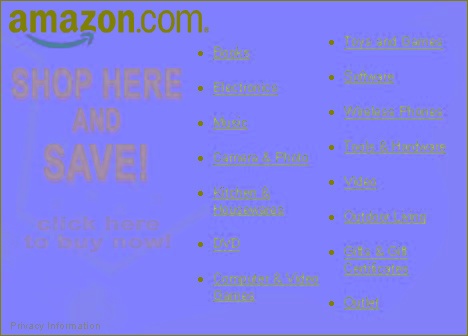 amazon.com.
SHOP HERE
AND
SAVE!
click here
to buy now!
Books
Electronics
Music
Camera & Photo
Kitchen &
Housewares
DVD
Computer & Video
Games
Toys and Games
Software
Wireless Phones
Tools & Hardware
Video
Outdoor Living
Gifts & Gift
Certificates
Outlet
Privacy Information